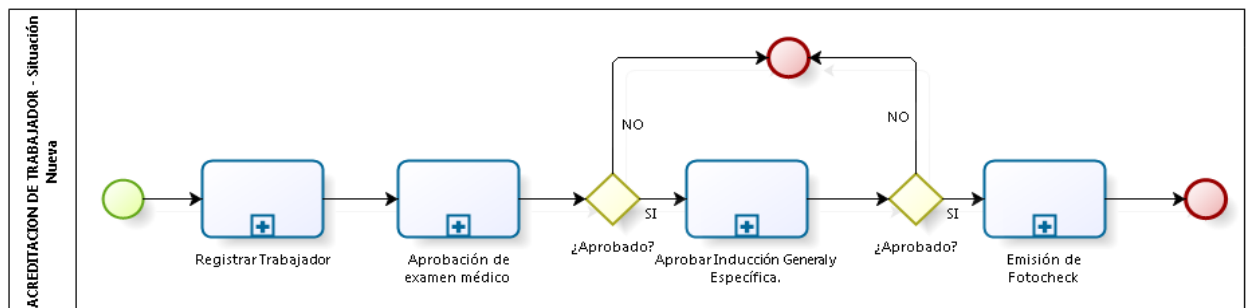 ACREDITACION DE TRABAJADOR - Situación
Nueva
NO
NO
SI
SI
Registrar Trabajador
Aprobación de
examen médico
¿Aprobado?
Aprobar Inducción General y
Específica.
¿Aprobado?
Emisión de
Fotocheck